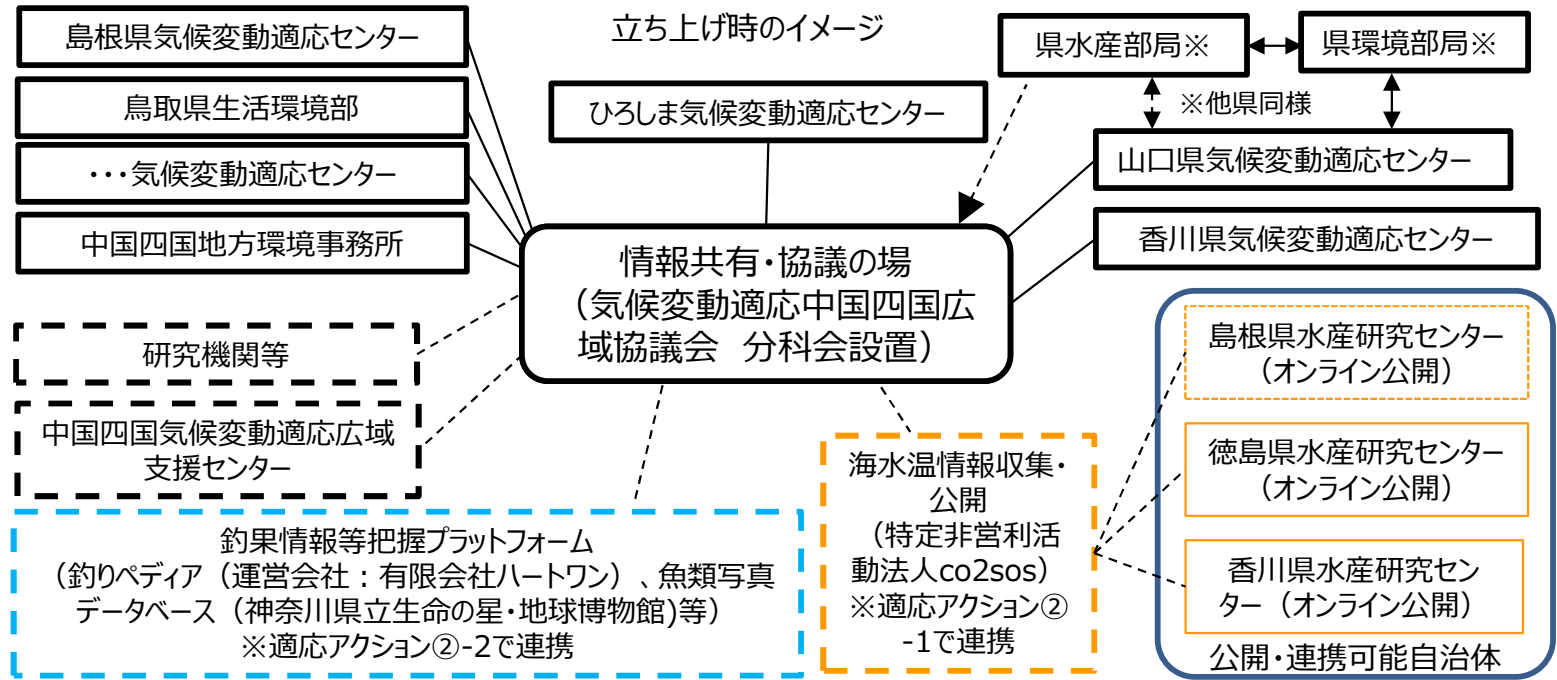 立ち上げ時のイメージ
島根県気候変動適応センター
鳥取県生活環境部
・・・気候変動適応センター
中国四国地方環境事務所
ひろしま気候変動適応センター
県水産部局※
県環境部局※
※他県同様
山口県気候変動適応センター
香川県気候変動適応センター
情報共有・協議の場
（気候変動適応中国四国広
域協議会　分科会設置）
研究機関等
中国四国気候変動適応広域
支援センター
釣果情報等把握プラットフォーム
（釣りペディア（運営会社：有限会社ハートワン）、魚類写真
データベース（神奈川県立生命の星・地球博物館)等）
※適応アクション②-2で連携
海水温情報収集・
公開
（特定非営利活
動法人co2sos）
※適応アクション②
-1で連携
島根県水産研究センター
（オンライン公開）
徳島県水産研究センター
（オンライン公開）
香川県水産研究セン
ター（オンライン公開）
公開・連携可能自治体